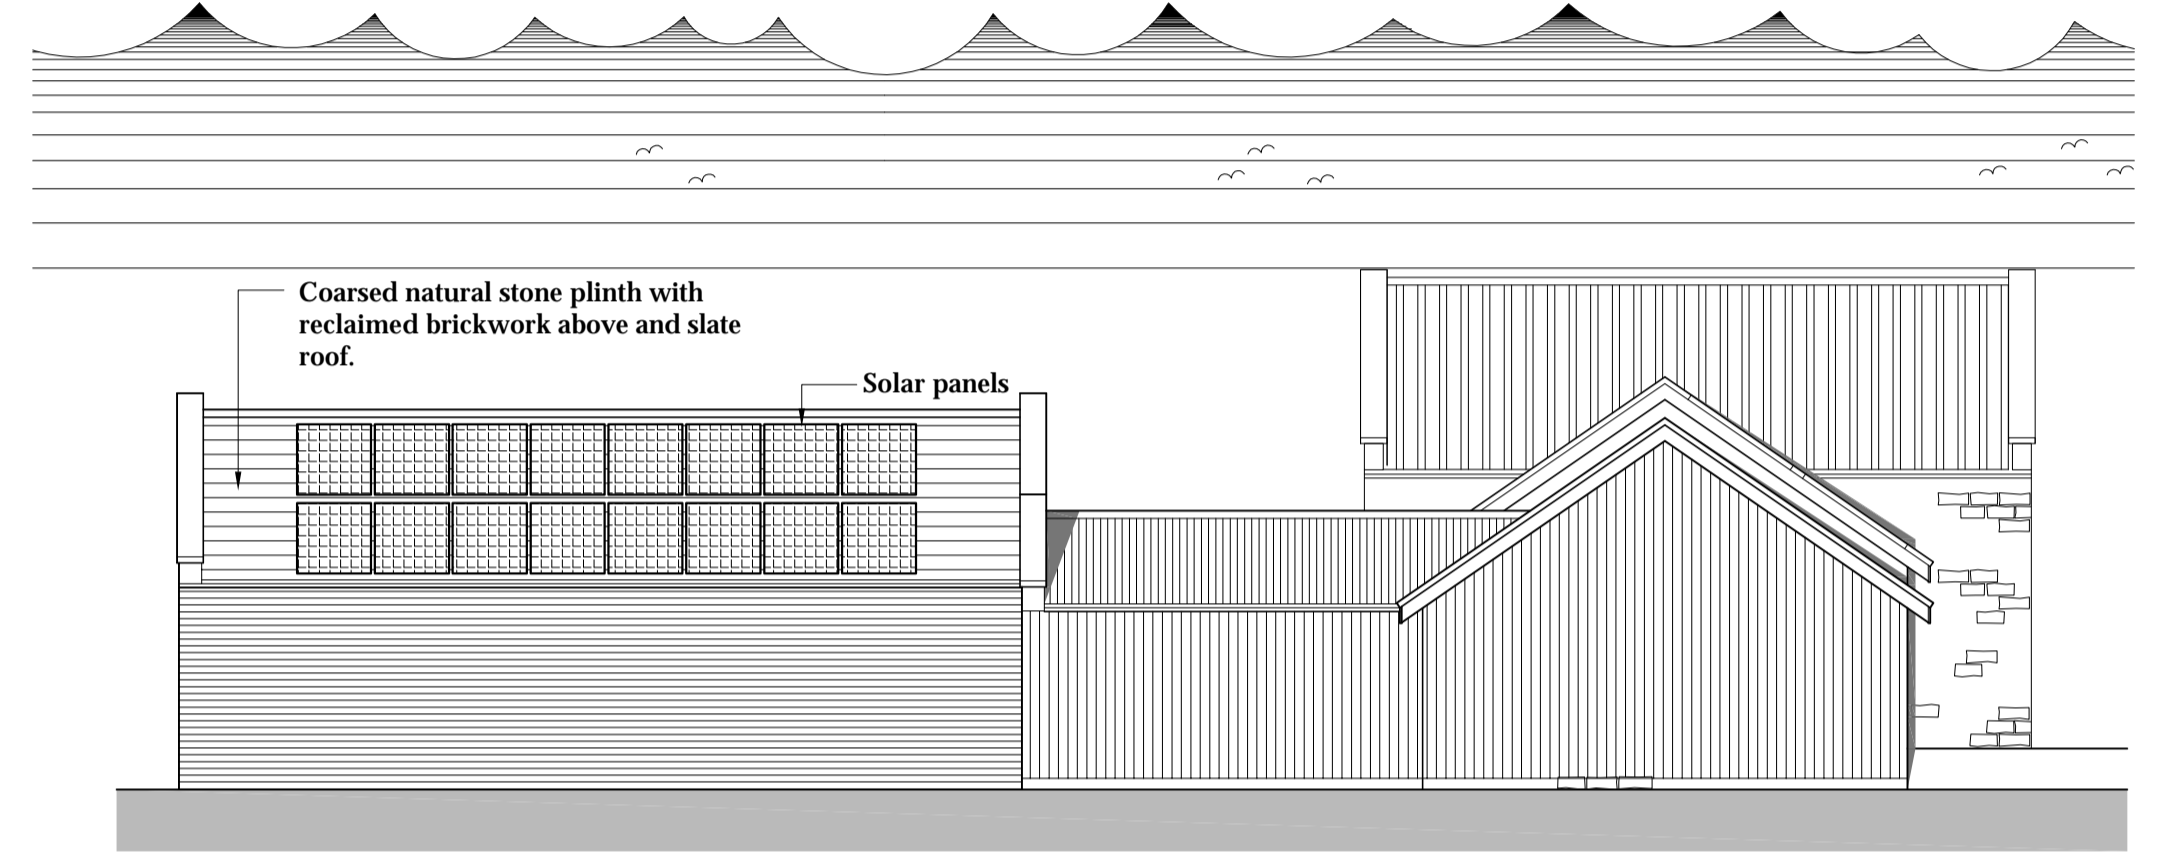 Coarsed natural stone plinth with
reclaimed brickwork above and slate
roof.
Solar panels